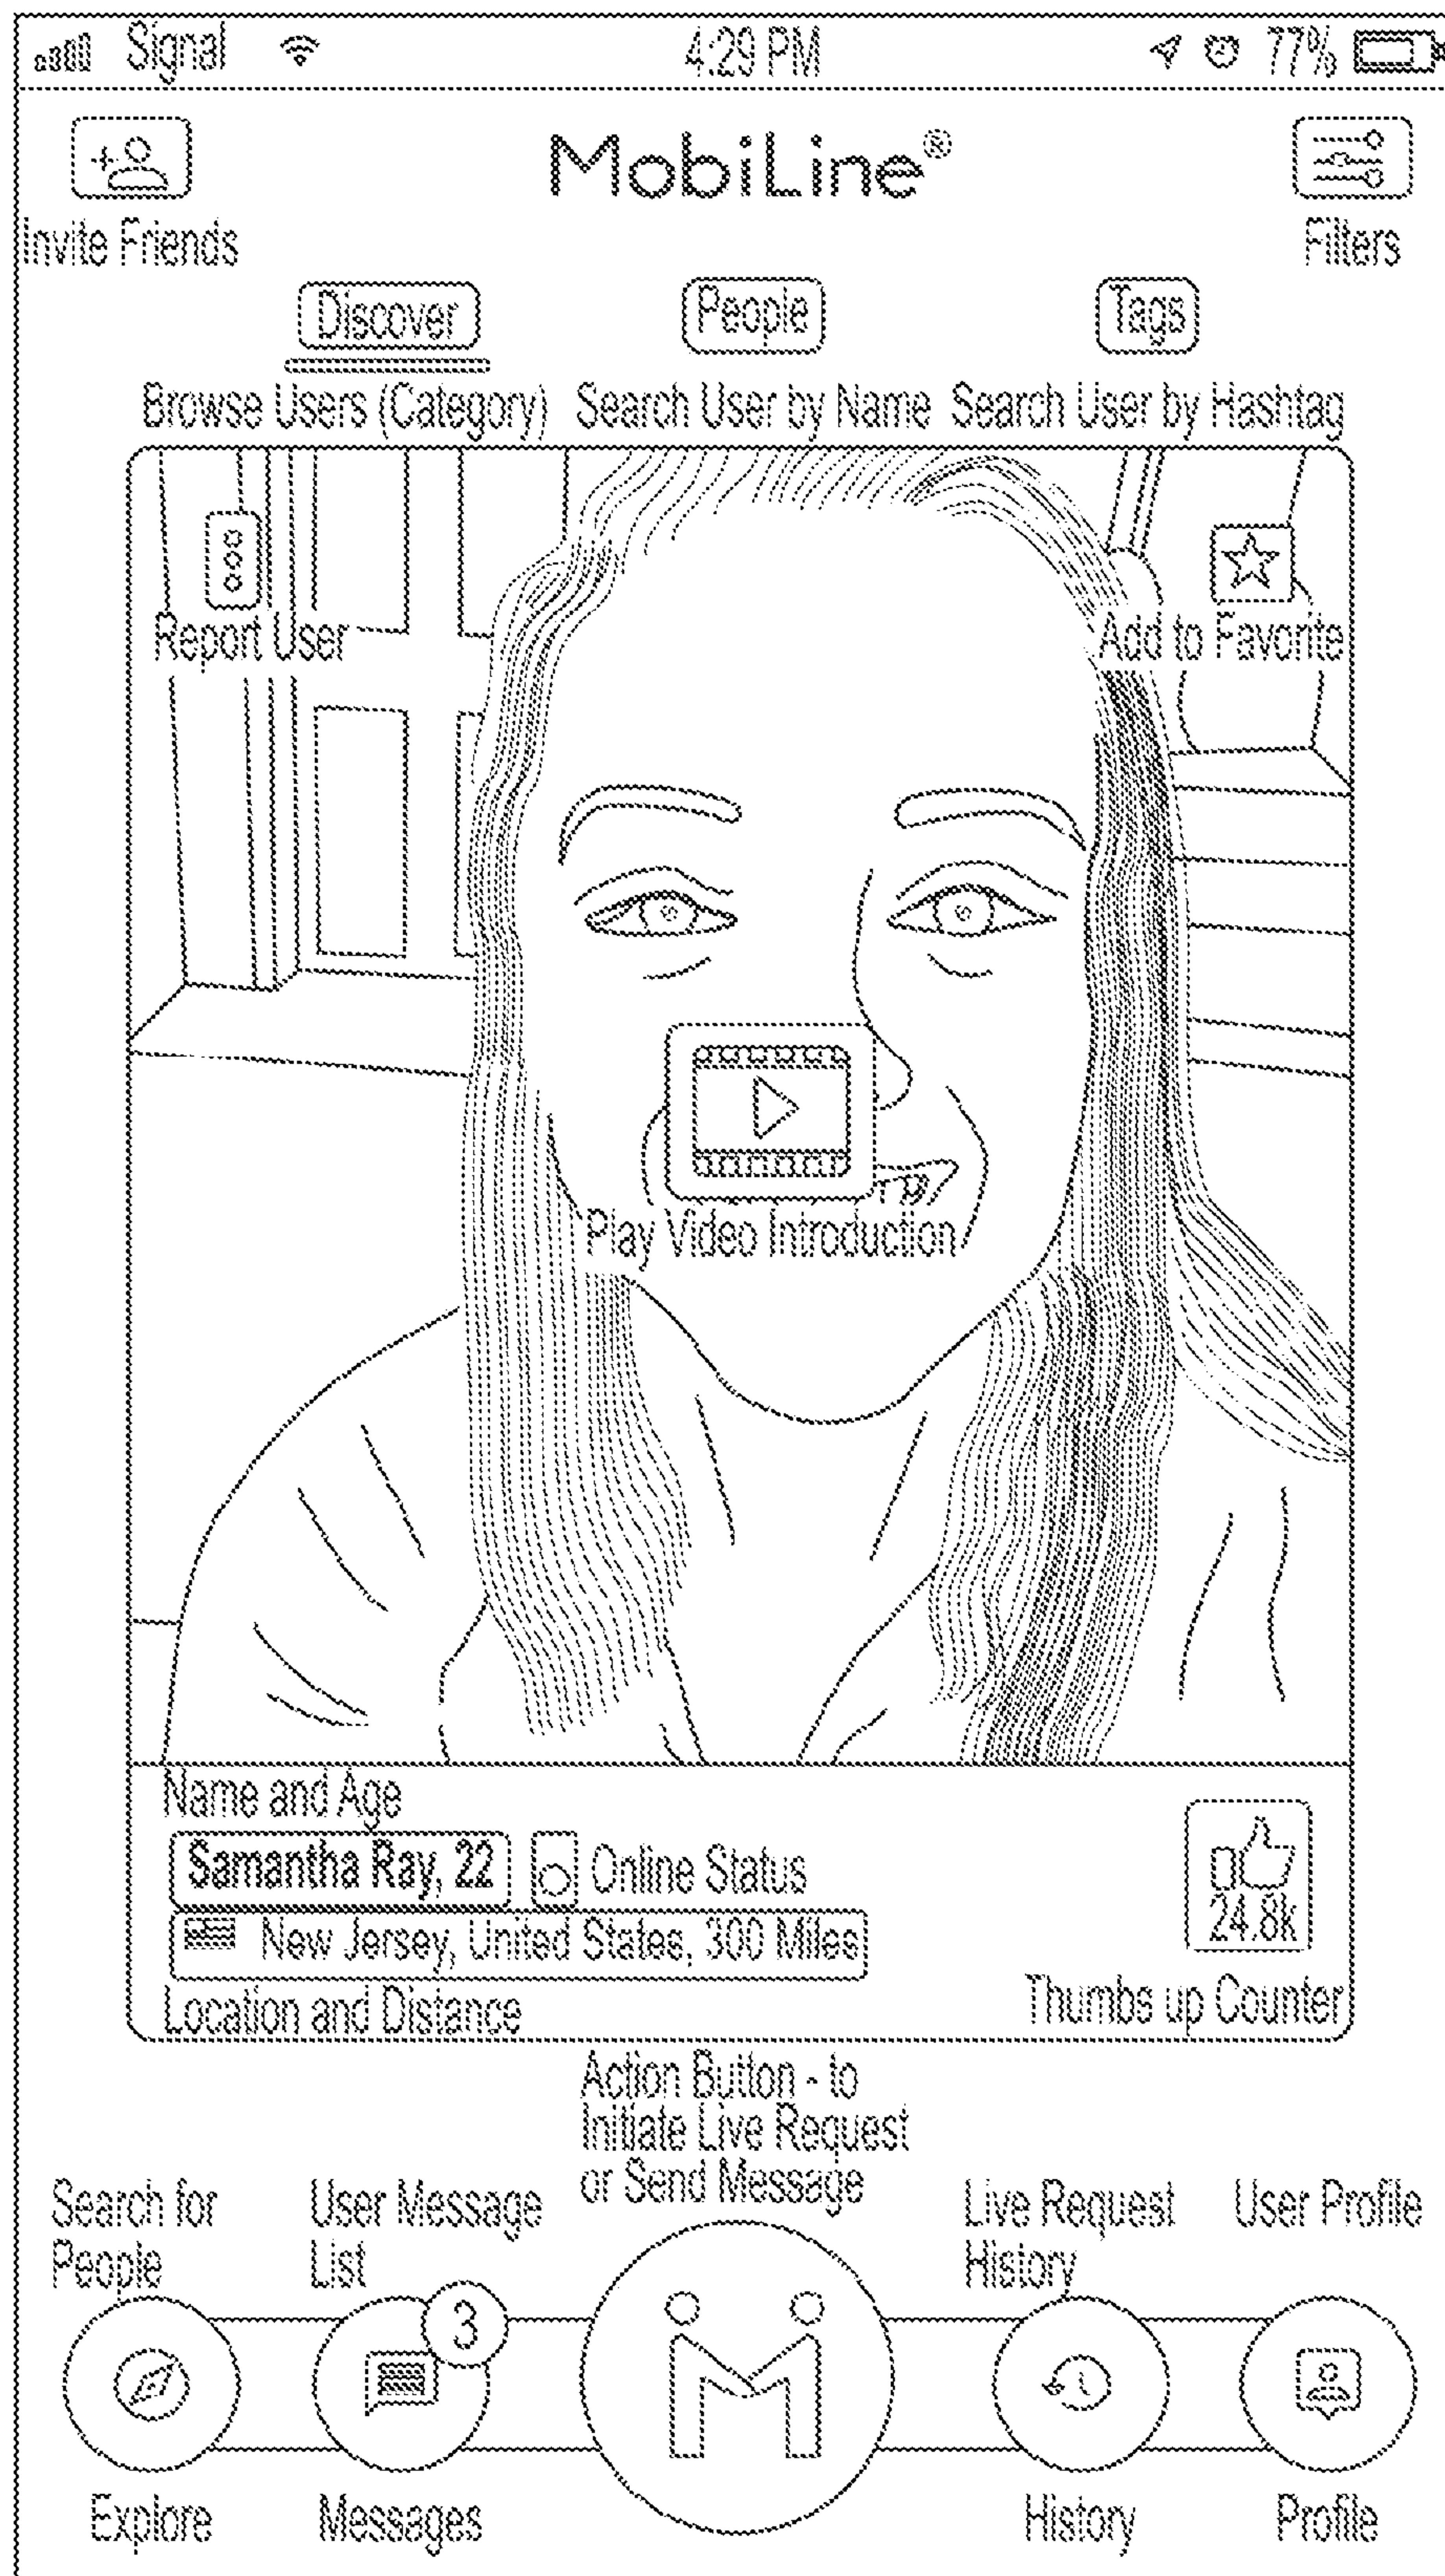 Signal 4:29 PM 77%
MobiLine®
Invite Friends Filters
Discover People Tags
Browse Users (Category) Search User by Name Search User by Hashtag
Report User Add to Favorite
Play Video Introduction
Name and Age
Samantha Ray, 22 Online Status
New Jersey, United States, 300 Miles
24.8k
Location and Distance Thumbs up Counter
Action Button - to
Initiate Live Request
or Send Message
Search for
People
User Message
List
Live Request
History
User Profile
3
Explore Messages History Profile